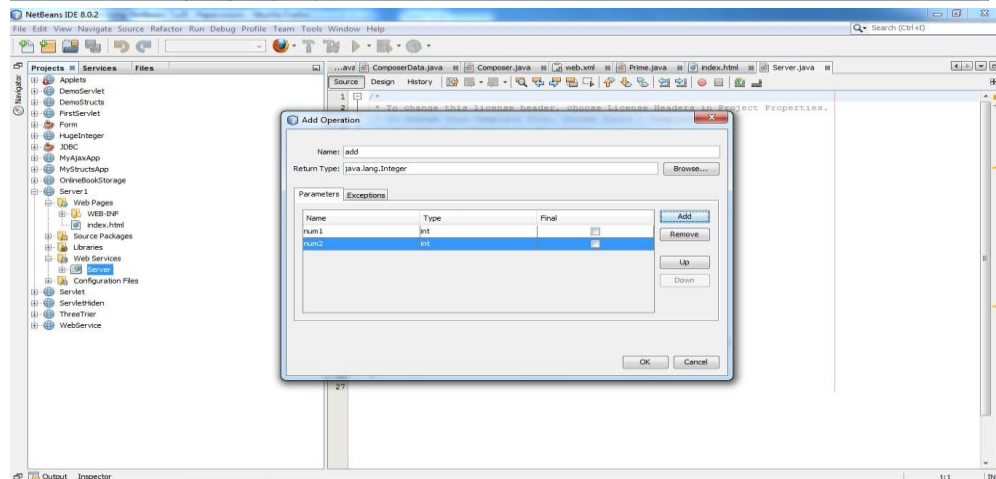 NetBeans IDE 8.0.2
File Edit View Navigate Source Refactor Run Debug Profile Team Tools Window Help
Search (Ctrl+I)
Projects Services Files
Navigator
Applets
DemoServlet
DemoStructs
FirstServlet
Form
HugeInteger
JDBC
MyAjaxApp
MyStructsApp
OnlineBookStorage
Server1
Web Pages
WEB-INF
index.html
Source Packages
Libraries
Web Services
Server
Configuration Files
Servlet
ServletHiden
ThreeTrier
WebService
...ava ComposerData.java Composer.java web.xml Prime.java index.html Server.java
Source Design History
1 /*
2 * To change this license header, choose License Headers in Project Properties.
Add Operation
Name: add
Return Type: java.lang.Integer Browse...
Parameters Exceptions
Name Type Final
num1 int
num2 int
Add
Remove
Up
Down
OK Cancel
27
Output Inspector
1:1 IN